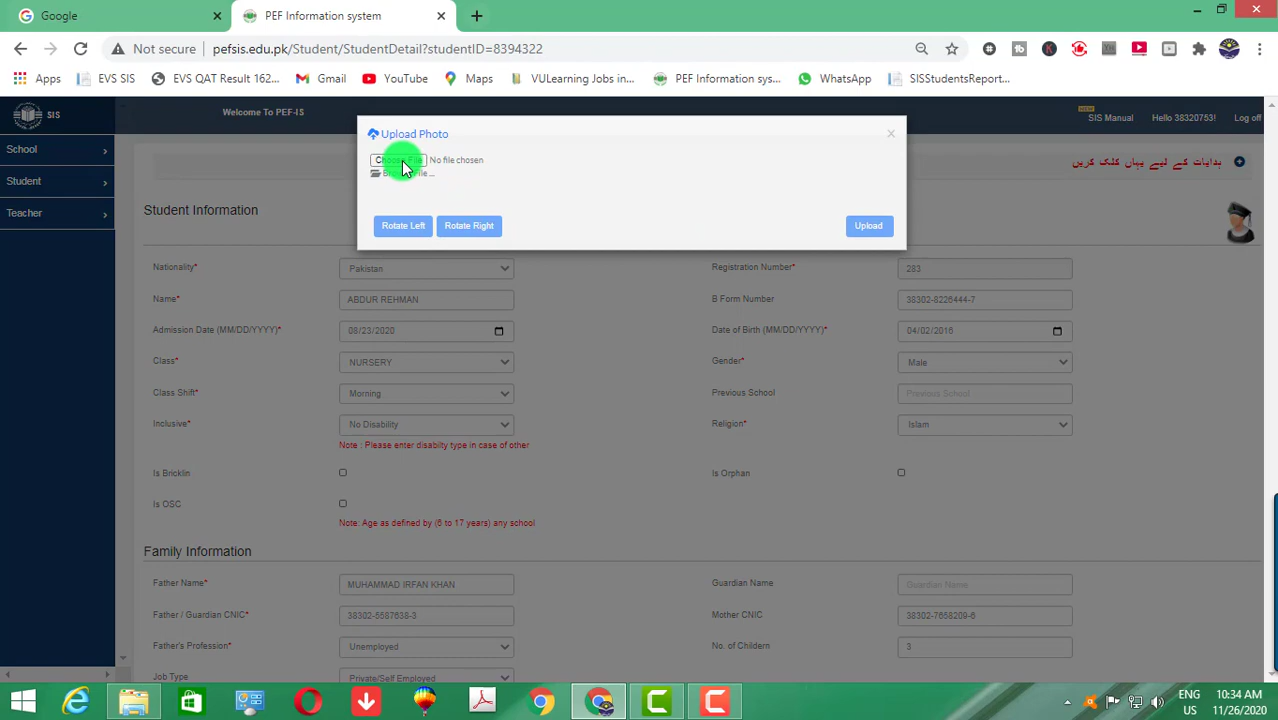 Google
PEF Information system
Not secure
pefsis.edu.pk/Student/StudentDetail?studentID=8394322
Apps
EVS SIS
EVS QAT Result 162...
Gmail
YouTube
Maps
VULearning Jobs in...
PEF Information sys...
WhatsApp
SISStudentsReport...
SIS
Welcome To PEF-IS
NEW
SIS Manual
Hello 38320753!
Log off
School
Student
Teacher
Upload Photo
Choose File No file chosen
File ...
Rotate Left
Rotate Right
Upload
ہدایات کے لیے یہاں کلک کریں
Student Information
Nationality* Pakistan
Registration Number* 283
Name* ABDUR REHMAN
B Form Number 38302-8226444-7
Admission Date (MM/DD/YYYY)* 08/23/2020
Date of Birth (MM/DD/YYYY)* 04/02/2016
Class* NURSERY
Gender* Male
Class Shift* Morning
Previous School Previous School
Inclusive* No Disability
Religion* Islam
Note : Please enter disabilty type in case of other
Is Bricklin
Is Orphan
Is OSC
Note: Age as defined by (6 to 17 years) any school
Family Information
Father Name* MUHAMMAD IRFAN KHAN
Guardian Name Guardian Name
Father / Guardian CNIC* 38302-5587638-3
Mother CNIC 38302-7658209-6
Father's Profession* Unemployed
No. of Childern 3
Job Type Private/Self Employed
ENG
US
10:34 AM
11/26/2020